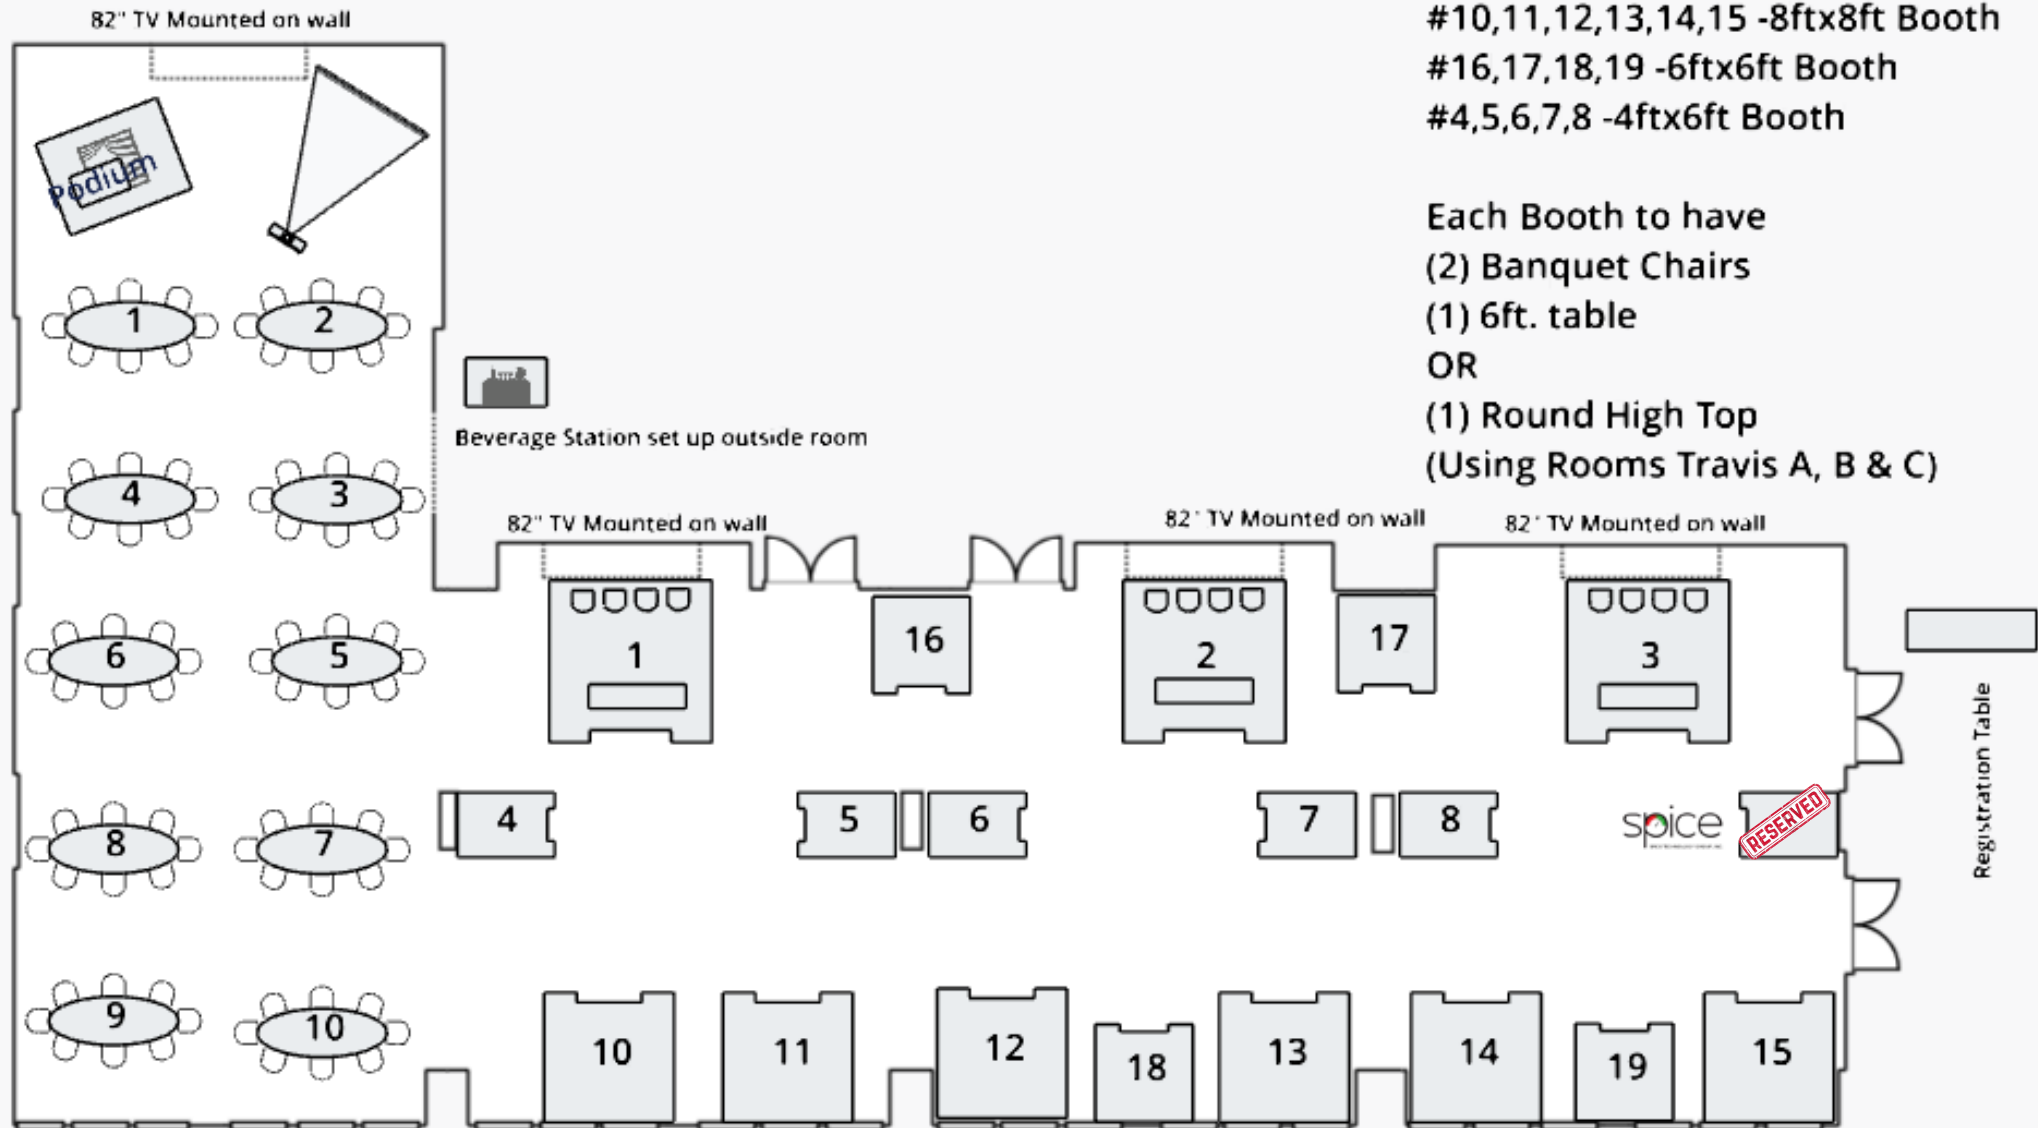 82" TV Mounted on wall
#10,11,12,13,14,15 -8ftx8ft Booth
#16,17,18,19 -6ftx6ft Booth
#4,5,6,7,8 -4ftx6ft Booth
Each Booth to have
(2) Banquet Chairs
(1) 6ft. table
OR
(1) Round High Top
(Using Rooms Travis A, B & C)
Podium
1
2
Beverage Station set up outside room
4
3
82" TV Mounted on wall
82" TV Mounted on wall
82" TV Mounted on wall
6
5
1
16
2
17
3
Registration Table
8
7
4
5
6
7
8
spice
RESERVED
9
10
10
11
12
18
13
14
19
15